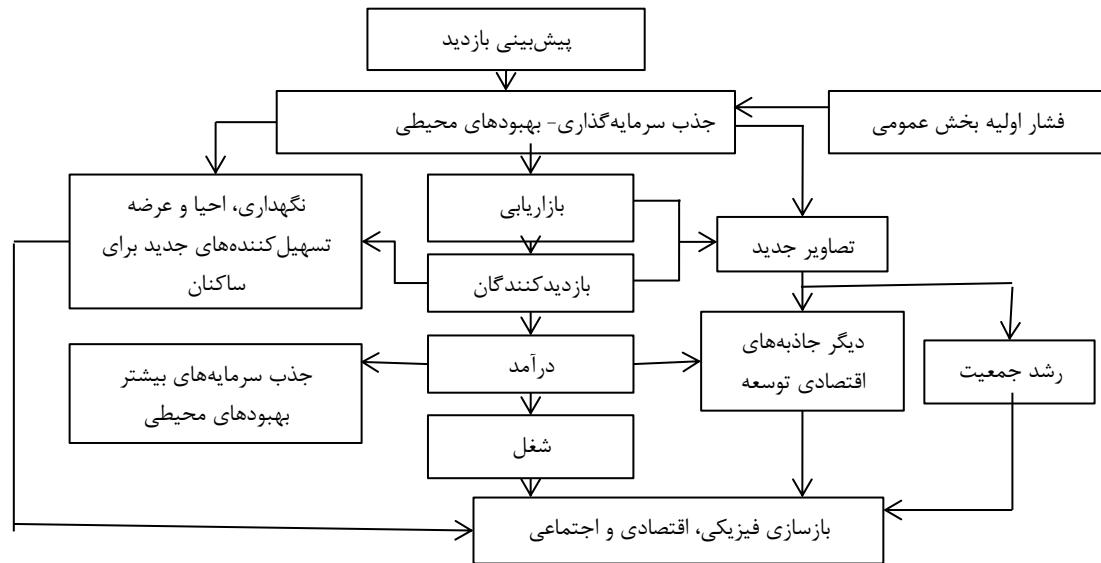 پیش‌بینی بازدید
جذب سرمایه‌گذاری- بهبودهای محیطی
فشار اولیه بخش عمومی
نگهداری، احیا و عرضه
تسهیل‌کننده‌های جدید برای
ساکنان
بازاریابی
تصاویر جدید
بازدیدکنندگان
دیگر جاذبه‌های
اقتصادی توسعه
رشد جمعیت
درآمد
جذب سرمایه‌های بیشتر
بهبودهای محیطی
شغل
بازسازی فیزیکی، اقتصادی و اجتماعی